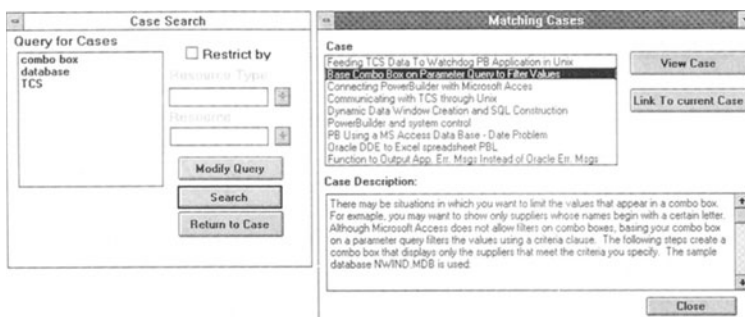 Case Search
Query for Cases
combo box
database
TCS
Restrict by
Resource Type
Resource
Modify Query
Search
Return to Case
Matching Cases
Case
Feeding TCS Data To Watchdog PB Application in Unix
Base Combo Box on Parameter Query to Filter Values
Connecting PowerBuilder with Microsoft Acces
Communicating with TCS through Unix
Dynamic Data Window Creation and SQL Construction
PowerBuilder and system control
PB Using a MS Access Data Base - Date Problem
Oracle DDE to Excel spreadsheet PBL
Function to Output App. Err. Msgs Instead of Oracle Err. Msgs
View Case
Link To current Case
Case Description:
There may be situations in which you want to limit the values that appear in a combo box.
For exmaple, you may want to show only suppliers whose names begin with a certain letter.
Although Microsoft Access does not allow filters on combo boxes, basing your combo box
on a parameter query filters the values using a criteria clause. The following steps create a
combo box that displays only the suppliers that meet the criteria you specify. The sample
database NWIND.MDB is used:
Close